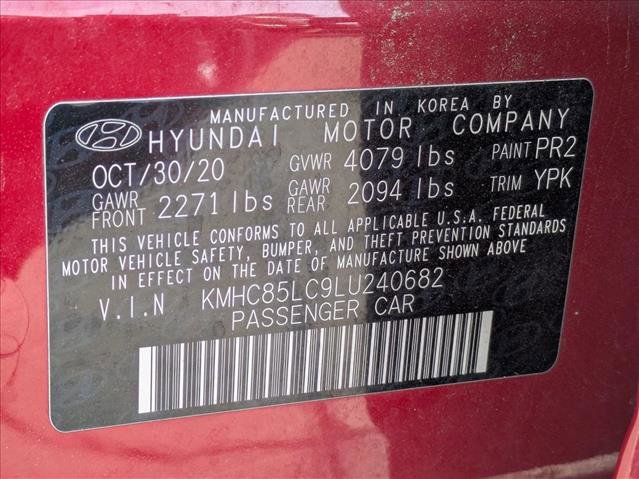 MANUFACTURED IN KOREA BY
HYUNDAI MOTOR COMPANY
OCT/30/20 GVWR 4079 lbs PAINT PR2
GAWR FRONT 2271 lbs GAWR REAR 2094 lbs TRIM YPK
THIS VEHICLE CONFORMS TO ALL APPLICABLE U.S.A. FEDERAL
MOTOR VEHICLE SAFETY, BUMPER, AND THEFT PREVENTION STANDARDS
IN EFFECT ON THE DATE OF MANUFACTURE SHOWN ABOVE
V.I.N KMHC85LC9LU240682
PASSENGER CAR